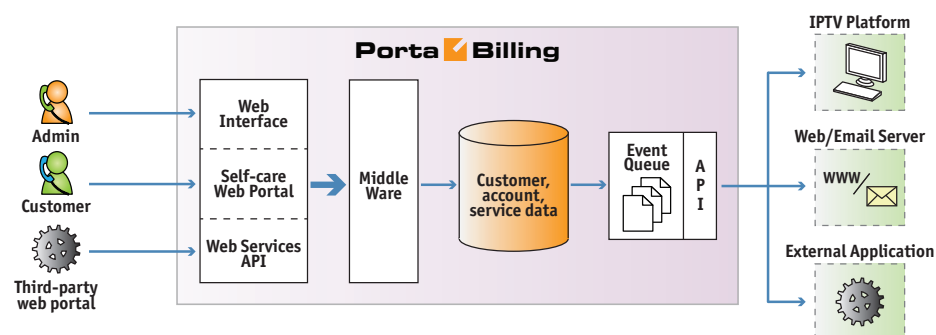 IPTV Platform
Porta Billing
Admin
Customer
Third-party
web portal
Web
Interface
Self-care
Web Portal
Web Services
API
Middle
Ware
Customer,
account,
service data
Event
Queue
A
P
I
Web/Email Server
WWW/
External Application